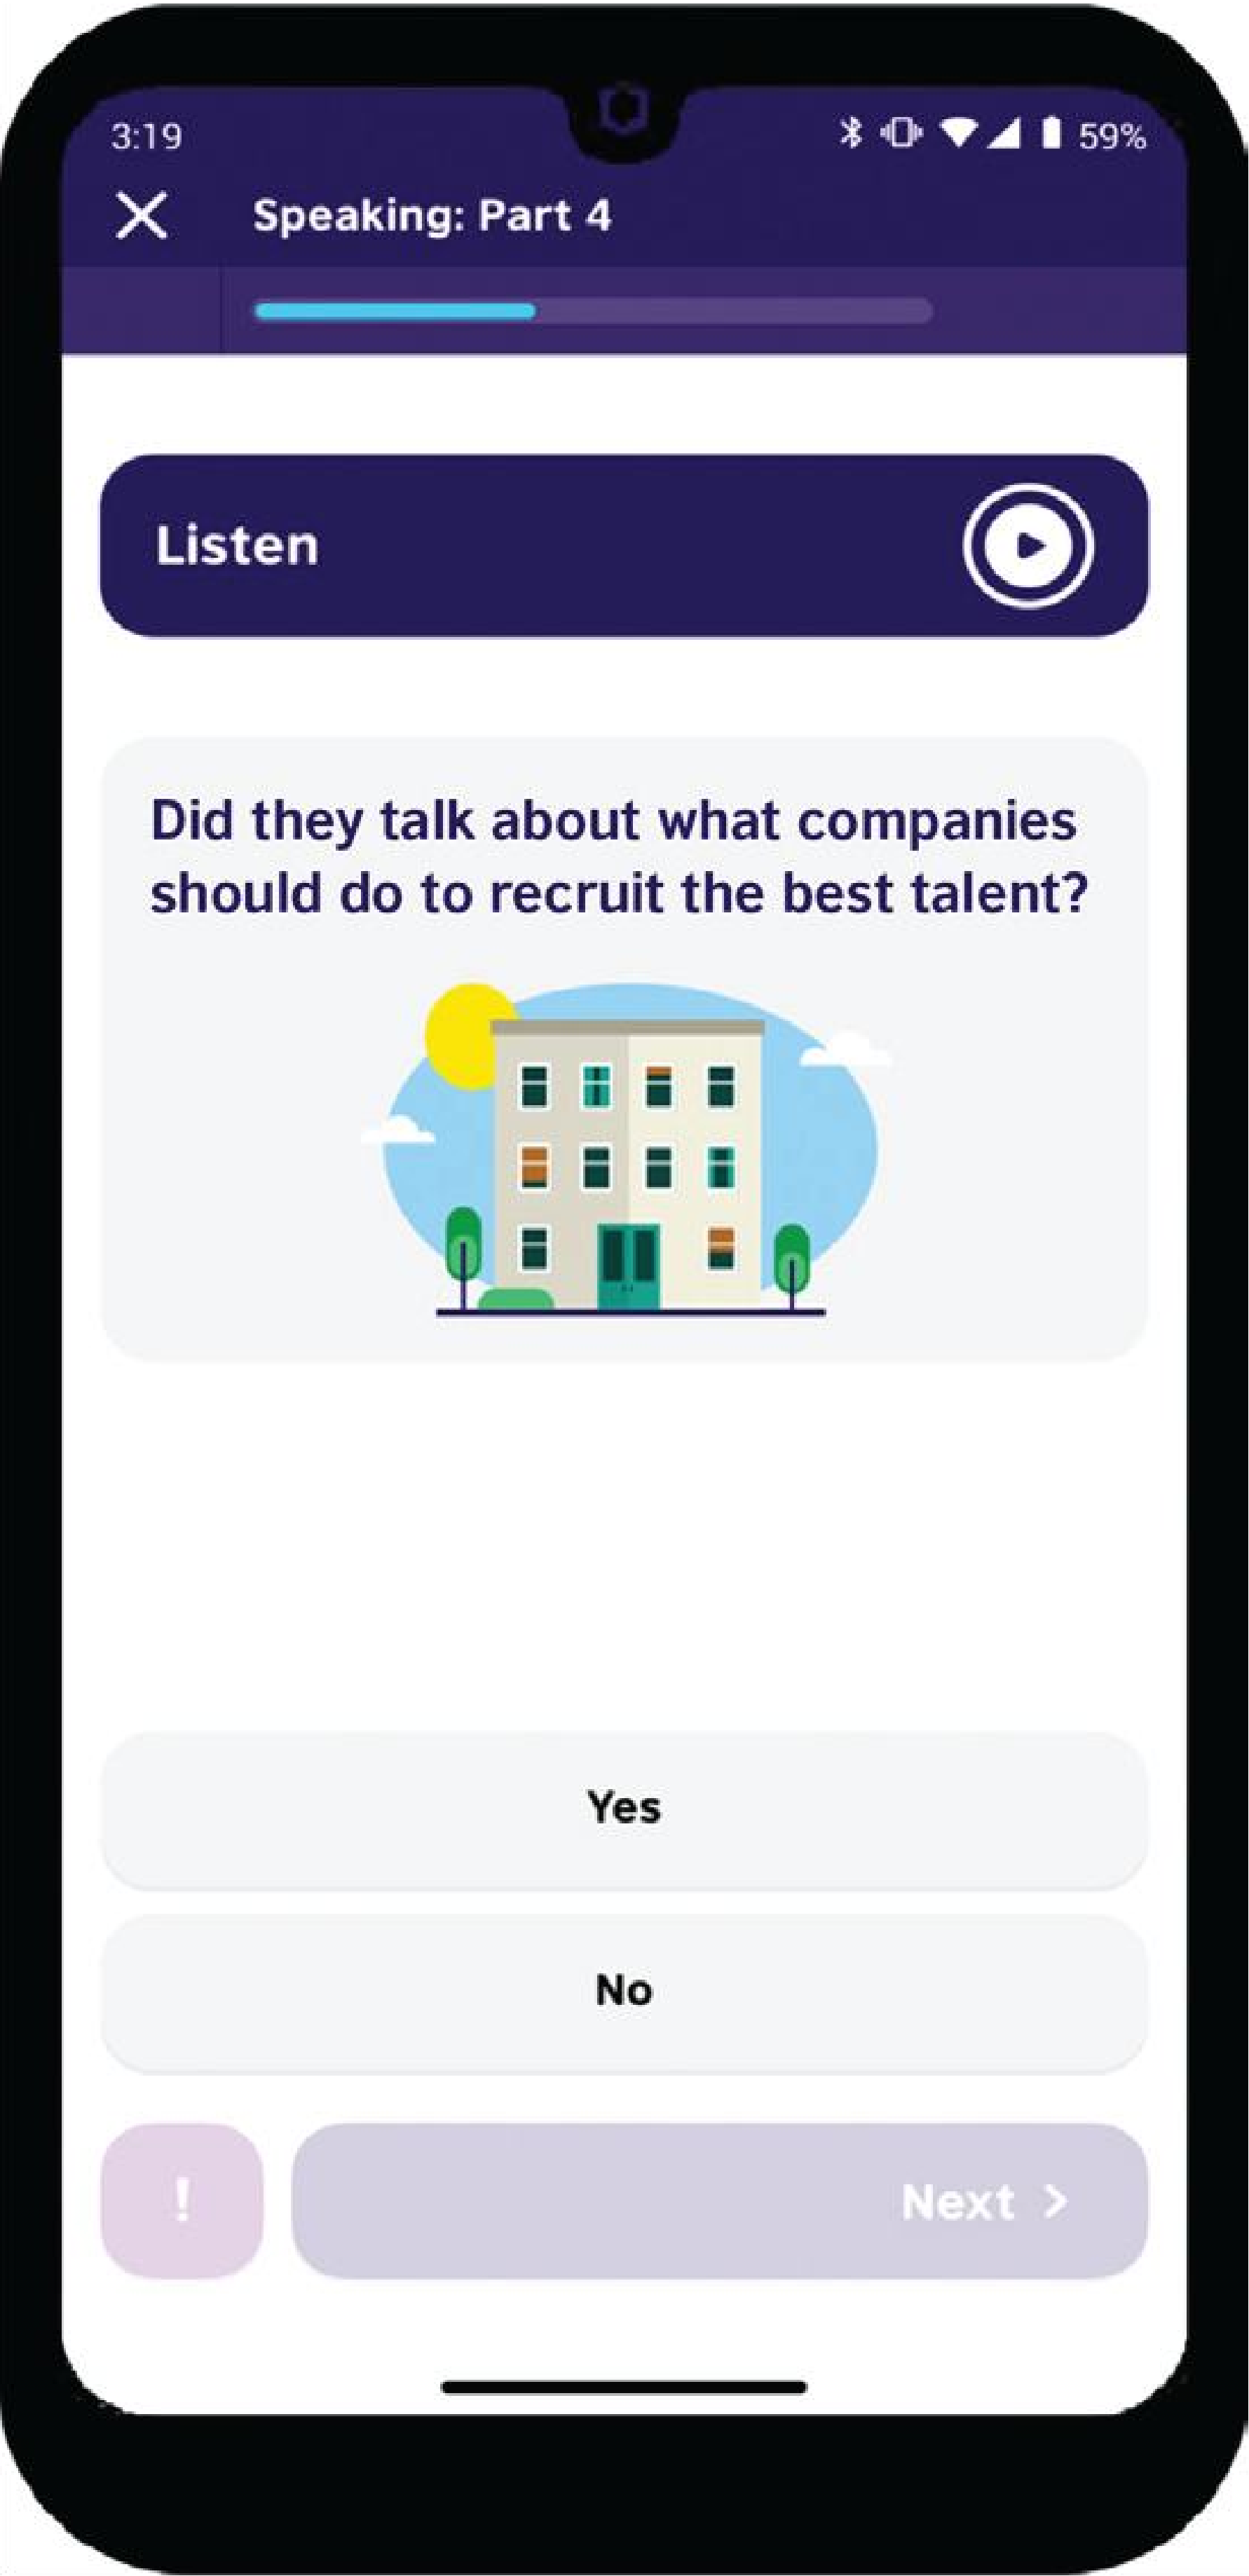 3:19
59%
Speaking: Part 4
Listen
Did they talk about what companies
should do to recruit the best talent?
Yes
No
!
Next